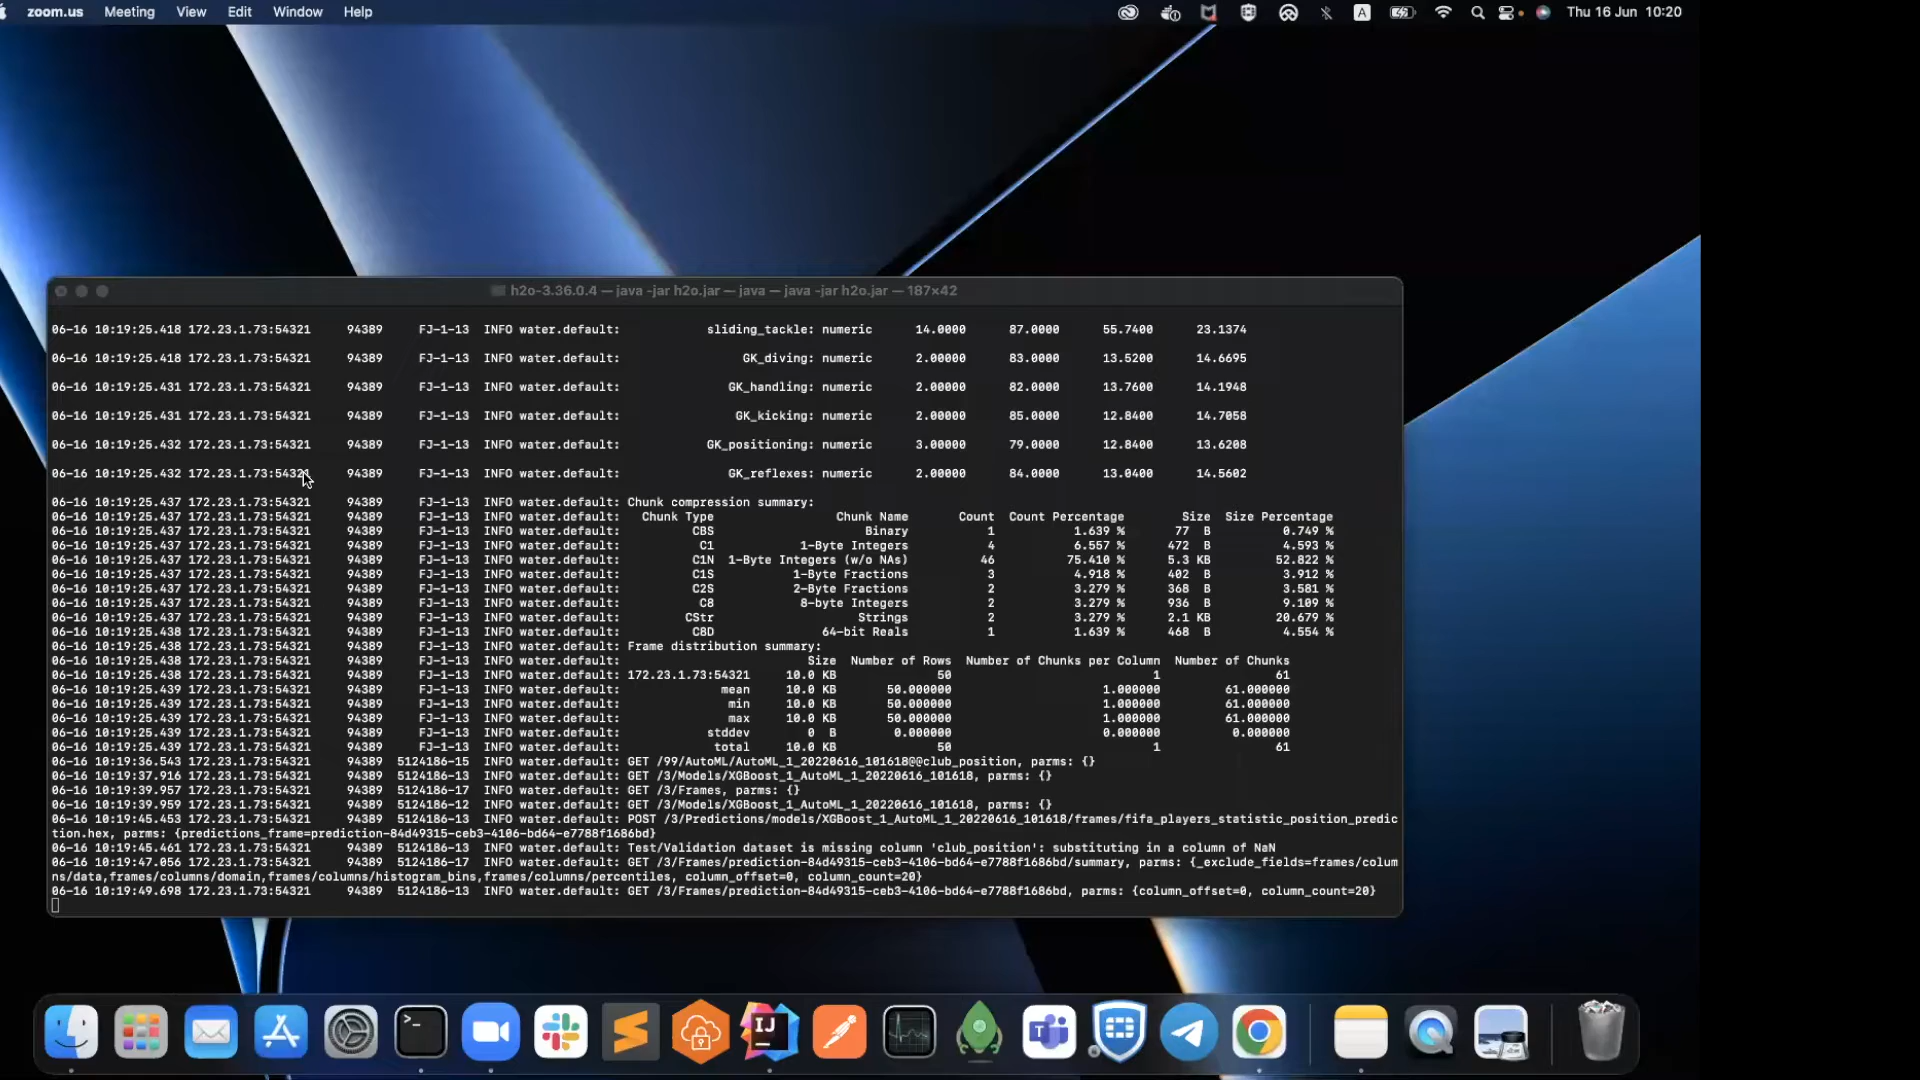 zoom.us Meeting View Edit Window Help A Thu 16 Jun 10:20
h2o-3.36.0.4 — java -jar h2o.jar — java — java -jar h2o.jar — 187×42
06-16 10:19:25.418 172.23.1.73:54321 94389 FJ-1-13 INFO water.default: sliding_tackle: numeric 14.0000 87.0000 55.7400 23.1374
06-16 10:19:25.418 172.23.1.73:54321 94389 FJ-1-13 INFO water.default: GK_diving: numeric 2.00000 83.0000 13.5200 14.6695
06-16 10:19:25.431 172.23.1.73:54321 94389 FJ-1-13 INFO water.default: GK_handling: numeric 2.00000 82.0000 13.7600 14.1948
06-16 10:19:25.431 172.23.1.73:54321 94389 FJ-1-13 INFO water.default: GK_kicking: numeric 2.00000 85.0000 12.8400 14.7058
06-16 10:19:25.432 172.23.1.73:54321 94389 FJ-1-13 INFO water.default: GK_positioning: numeric 3.00000 79.0000 12.8400 13.6208
06-16 10:19:25.432 172.23.1.73:54321 94389 FJ-1-13 INFO water.default: GK_reflexes: numeric 2.00000 84.0000 13.0400 14.5602
06-16 10:19:25.437 172.23.1.73:54321 94389 FJ-1-13 INFO water.default: Chunk compression summary:
06-16 10:19:25.437 172.23.1.73:54321 94389 FJ-1-13 INFO water.default: Chunk Type Chunk Name Count Count Percentage Size Size Percentage
06-16 10:19:25.437 172.23.1.73:54321 94389 FJ-1-13 INFO water.default: CBS Binary 1 1.639 % 77 B 0.749 %
06-16 10:19:25.437 172.23.1.73:54321 94389 FJ-1-13 INFO water.default: C1 1-Byte Integers 4 6.557 % 472 B 4.593 %
06-16 10:19:25.437 172.23.1.73:54321 94389 FJ-1-13 INFO water.default: C1N 1-Byte Integers (w/o NAs) 46 75.410 % 5.3 KB 52.822 %
06-16 10:19:25.437 172.23.1.73:54321 94389 FJ-1-13 INFO water.default: C1S 1-Byte Fractions 3 4.918 % 402 B 3.912 %
06-16 10:19:25.437 172.23.1.73:54321 94389 FJ-1-13 INFO water.default: C2S 2-Byte Fractions 2 3.279 % 368 B 3.581 %
06-16 10:19:25.437 172.23.1.73:54321 94389 FJ-1-13 INFO water.default: C8 8-byte Integers 2 3.279 % 936 B 9.109 %
06-16 10:19:25.437 172.23.1.73:54321 94389 FJ-1-13 INFO water.default: CStr Strings 2 3.279 % 2.1 KB 20.679 %
06-16 10:19:25.438 172.23.1.73:54321 94389 FJ-1-13 INFO water.default: C8D 64-bit Reals 1 1.639 % 468 B 4.554 %
06-16 10:19:25.438 172.23.1.73:54321 94389 FJ-1-13 INFO water.default: Frame distribution summary:
06-16 10:19:25.438 172.23.1.73:54321 94389 FJ-1-13 INFO water.default: Size Number of Rows Number of Chunks per Column Number of Chunks
06-16 10:19:25.438 172.23.1.73:54321 94389 FJ-1-13 INFO water.default: 172.23.1.73:54321 10.0 KB 50 1 61
06-16 10:19:25.439 172.23.1.73:54321 94389 FJ-1-13 INFO water.default: mean 10.0 KB 50.000000 1.000000 61.000000
06-16 10:19:25.439 172.23.1.73:54321 94389 FJ-1-13 INFO water.default: min 10.0 KB 50.000000 1.000000 61.000000
06-16 10:19:25.439 172.23.1.73:54321 94389 FJ-1-13 INFO water.default: max 10.0 KB 50.000000 1.000000 61.000000
06-16 10:19:25.439 172.23.1.73:54321 94389 FJ-1-13 INFO water.default: stddev 0 B 0.000000 0.000000 0.000000
06-16 10:19:25.439 172.23.1.73:54321 94389 FJ-1-13 INFO water.default: total 10.0 KB 50 1 61
06-16 10:19:36.543 172.23.1.73:54321 94389 5124186-15 INFO water.default: GET /99/AutoML/AutoML_1_20220616_101618@@club_position, parms: {}
06-16 10:19:37.916 172.23.1.73:54321 94389 5124186-13 INFO water.default: GET /3/Models/XGBoost_1_AutoML_1_20220616_101618, parms: {}
06-16 10:19:39.957 172.23.1.73:54321 94389 5124186-17 INFO water.default: GET /3/Frames, parms: {}
06-16 10:19:39.959 172.23.1.73:54321 94389 5124186-12 INFO water.default: GET /3/Models/XGBoost_1_AutoML_1_20220616_101618, parms: {}
06-16 10:19:45.453 172.23.1.73:54321 94389 5124186-13 INFO water.default: POST /3/Predictions/models/XGBoost_1_AutoML_1_20220616_101618/frames/fifa_players_statistic_position_predic
tion.hex, parms: {predictions_frame=prediction-84d49315-ceb3-4106-bd64-e7788f1686bd}
06-16 10:19:45.461 172.23.1.73:54321 94389 5124186-13 INFO water.default: Test/Validation dataset is missing column 'club_position': substituting in a column of NaN
06-16 10:19:47.056 172.23.1.73:54321 94389 5124186-17 INFO water.default: GET /3/Frames/prediction-84d49315-ceb3-4106-bd64-e7788f1686bd/summary, parms: {_exclude_fields=frames/colum
ns/data,frames/columns/domain,frames/columns/histogram_bins,frames/columns/percentiles, column_offset=0, column_count=20}
06-16 10:19:49.698 172.23.1.73:54321 94389 5124186-13 INFO water.default: GET /3/Frames/prediction-84d49315-ceb3-4106-bd64-e7788f1686bd, parms: {column_offset=0, column_count=20}
>_ IJ T